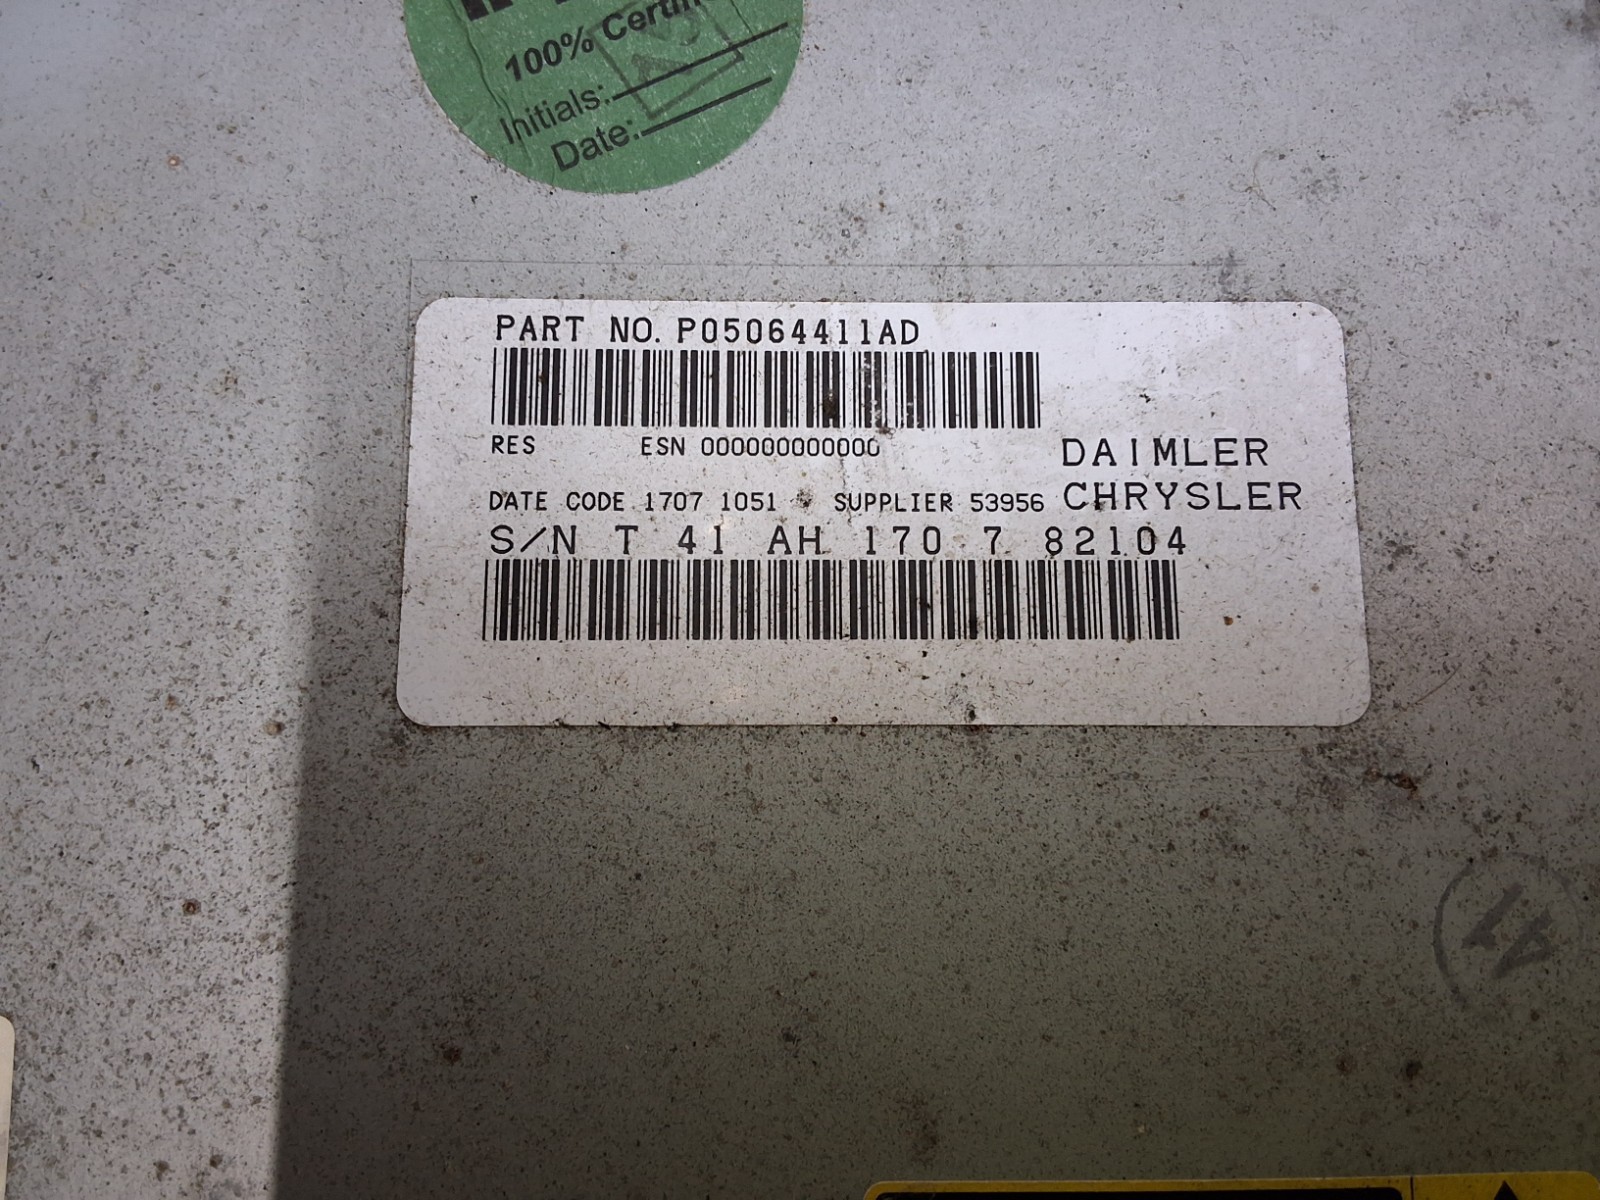 100%
Initials:
Date:
PART NO. P05064411AD
RES ESN 000000000000
DAIMLER
DATE CODE 1707 1051 SUPPLIER 53956 CHRYSLER
S/N T 41 AH 170 7 82104
41